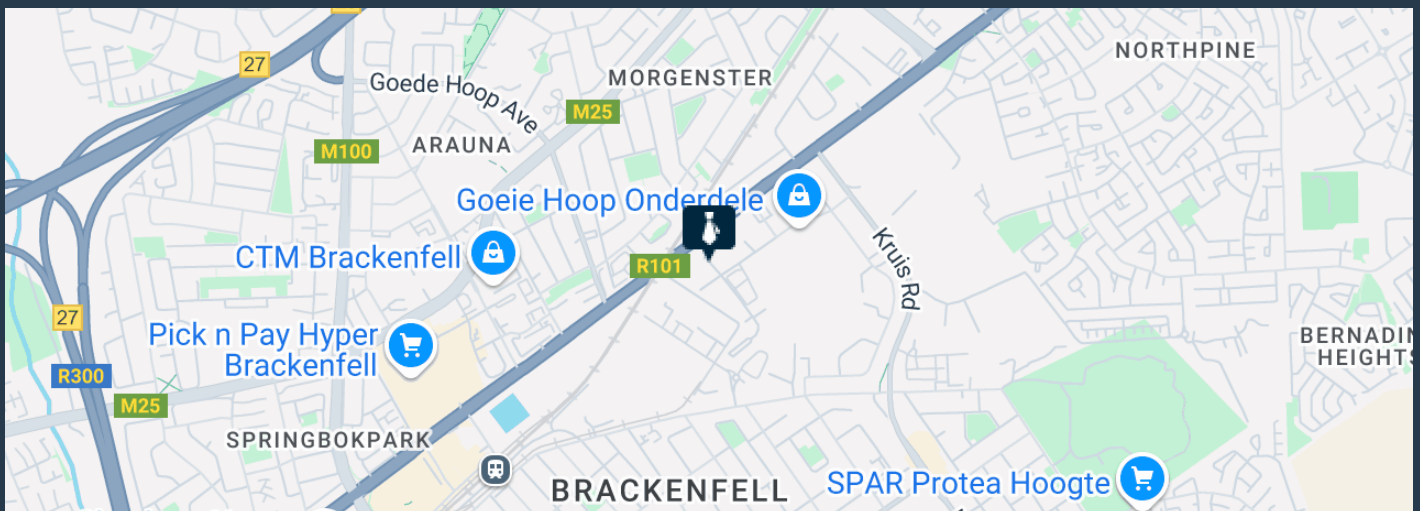 NORTHPINE
27
MORGENSTER
Goede Hoop Ave
M25
ARAUNA
M100
Goeie Hoop Onderdele
Kruis Rd
CTM Brackenfell
R101
27
Pick n Pay Hyper
Brackenfell
BERNADIN
HEIGHTS
R300
M25
SPRINGBOKPARK
BRACKENFELL
SPAR Protea Hoogte